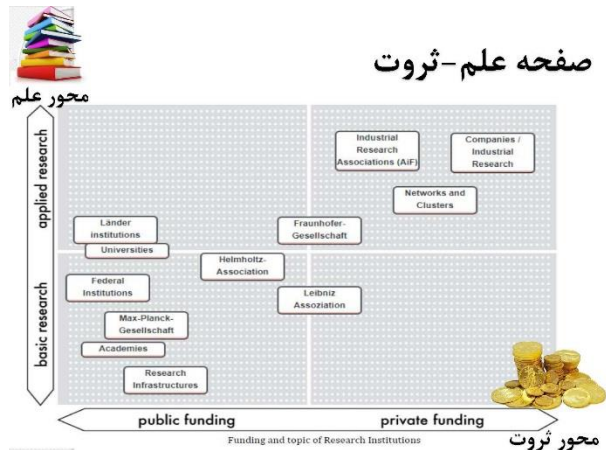 صفحه علم-ثروت
محور علم
applied research
basic research
Industrial
Research
Associations (AiF)
Companies /
Industrial
Research
Networks and
Clusters
Länder
institutions
Universities
Fraunhofer-
Gesellschaft
Helmholtz-
Association
Federal
Institutions
Leibniz
Assoziation
Max-Planck-
Gesellschaft
Academies
Research
Infrastructures
public funding
private funding
Funding and topic of Research Institutions
محور ثروت